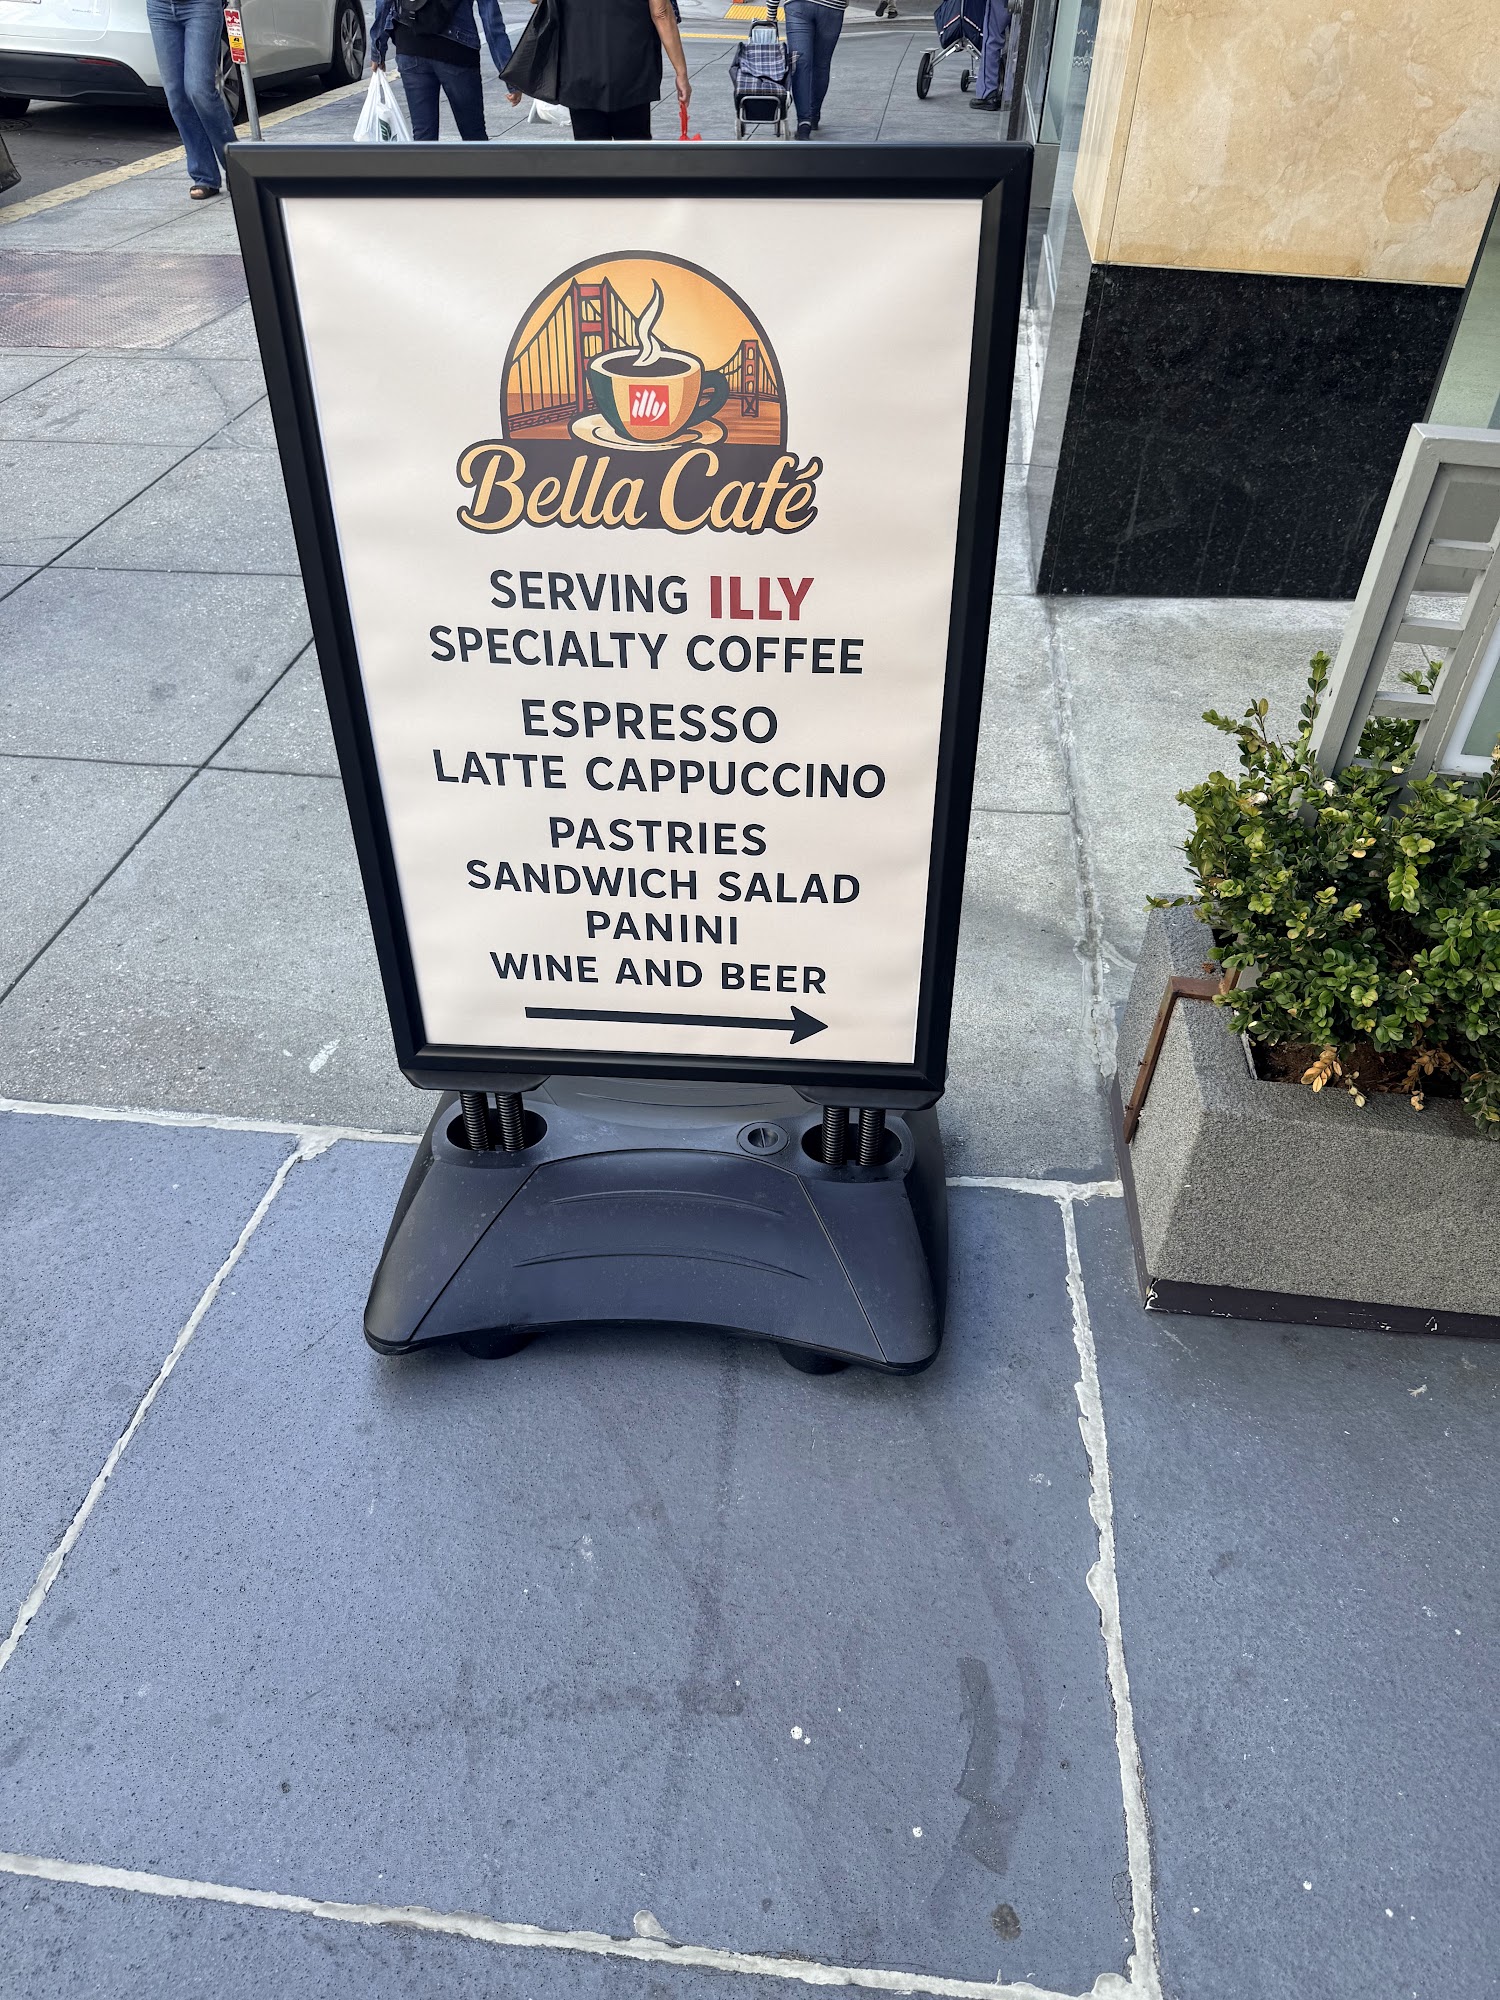 illy
Bella Café
SERVING ILLY
SPECIALTY COFFEE
ESPRESSO
LATTE CAPPUCCINO
PASTRIES
SANDWICH SALAD
PANINI
WINE AND BEER